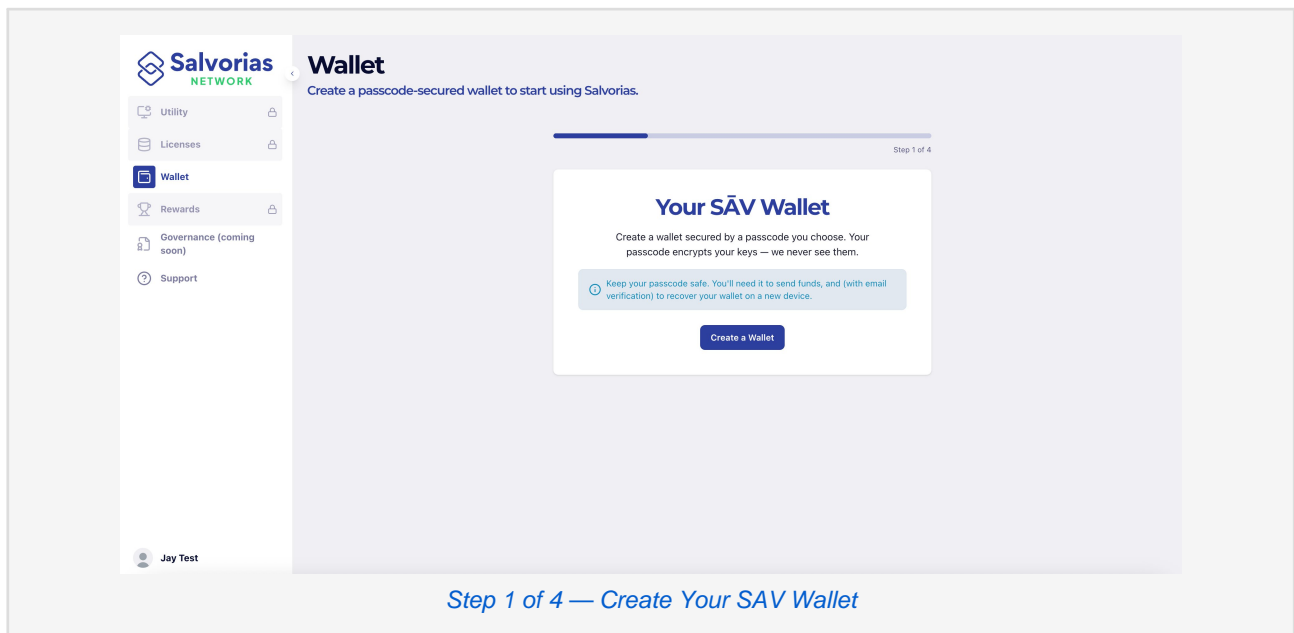 Salvorias
NETWORK
Utility
Licenses
Wallet
Rewards
Governance (coming
soon)
Support
Jay Test
Wallet
Create a passcode-secured wallet to start using Salvorias.
Step 1 of 4
Your SĀV Wallet
Create a wallet secured by a passcode you choose. Your
passcode encrypts your keys — we never see them.
Keep your passcode safe. You'll need it to send funds, and (with email
verification) to recover your wallet on a new device.
Create a Wallet
Step 1 of 4 — Create Your SAV Wallet